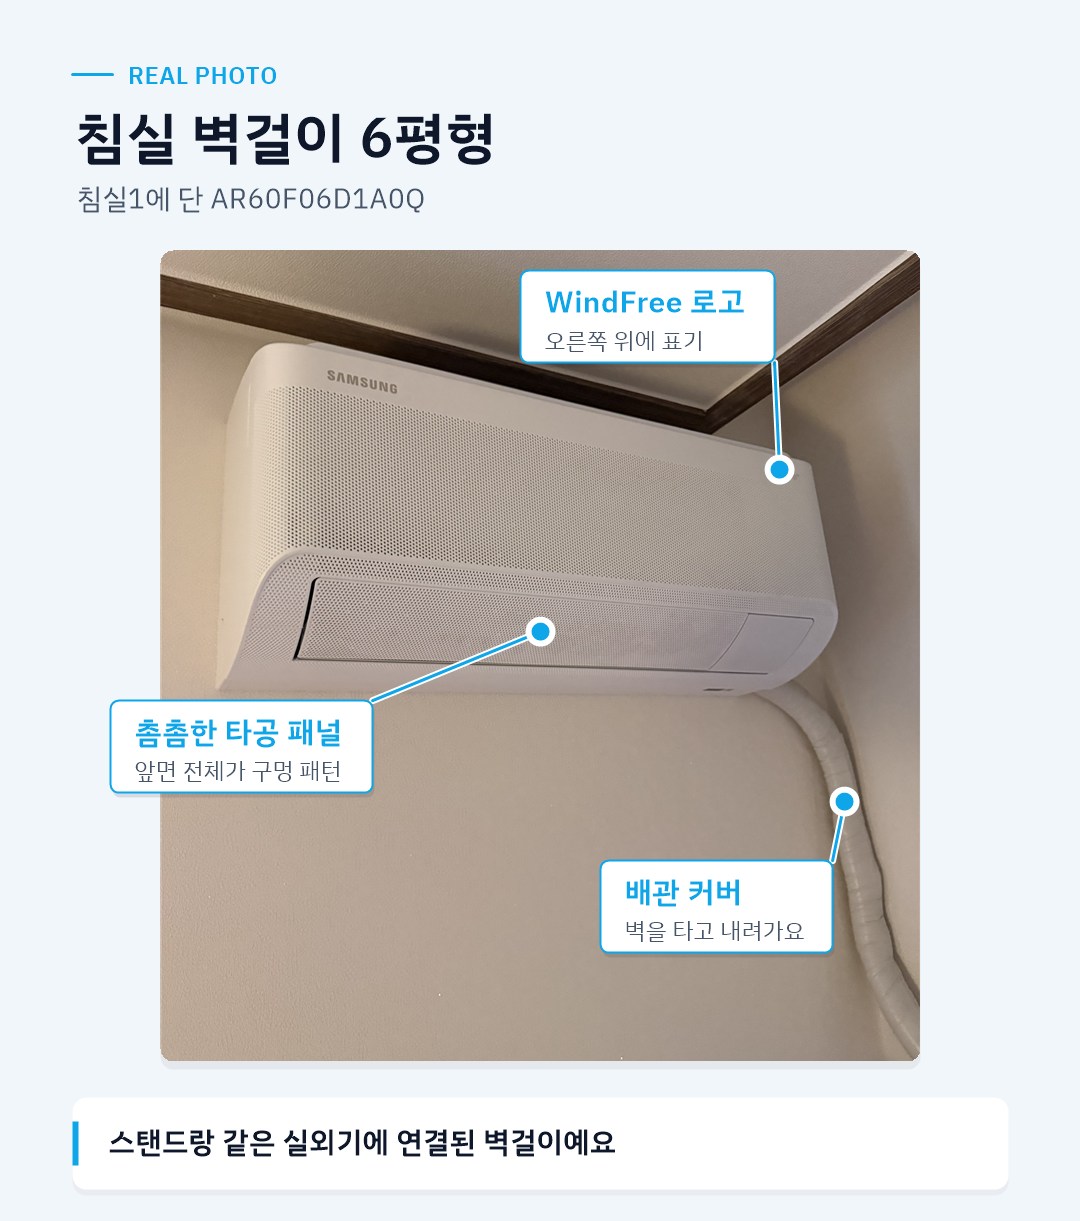 REAL PHOTO
침실 벽걸이 6평형
침실1에 단 AR60F06D1A0Q
WindFree 로고
오른쪽 위에 표기
SAMSUNG
촘촘한 타공 패널
앞면 전체가 구멍 패턴
배관 커버
벽을 타고 내려가요
스탠드랑 같은 실외기에 연결된 벽걸이예요